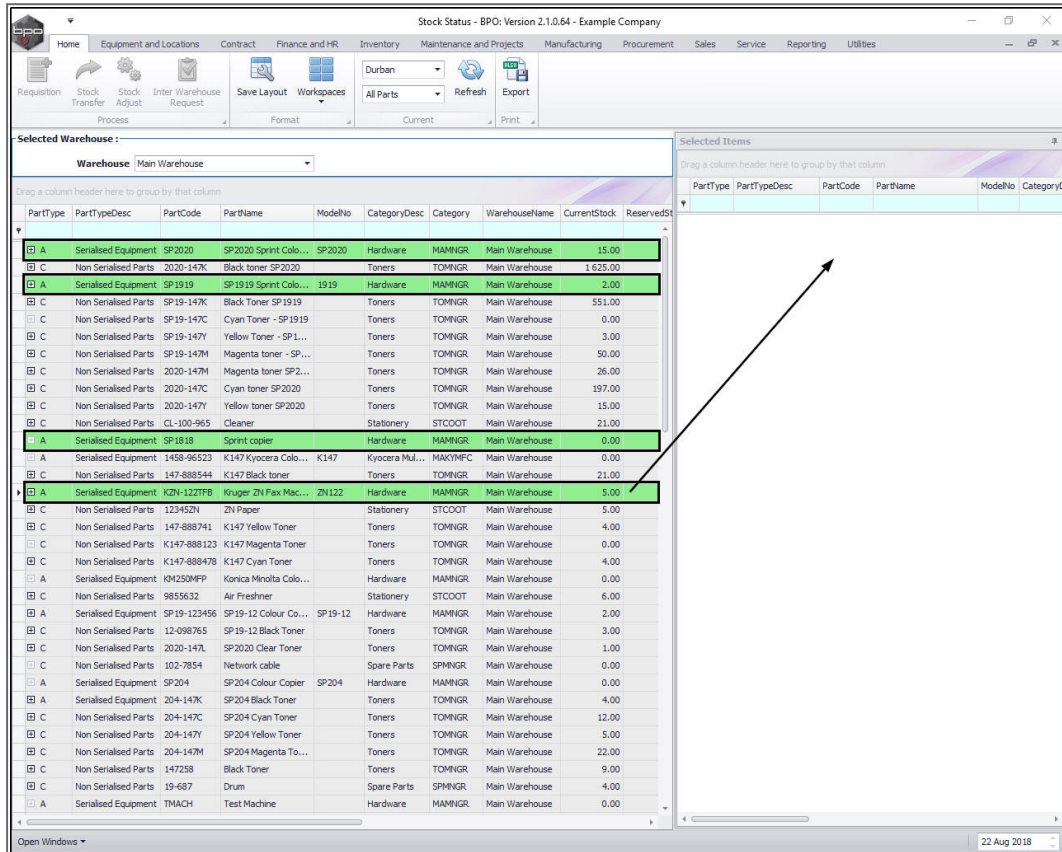 Stock Status - BPO: Version 2.1.0.64 - Example Company
bpo
Home Equipment and Locations Contract Finance and HR Inventory Maintenance and Projects Manufacturing Procurement Sales Service Reporting Utilities
Requisition Stock Transfer Stock Adjust Inter Warehouse Request Save Layout Workspaces Durban All Parts Refresh Export
Process Format Current Print
Selected Warehouse :
Warehouse Main Warehouse
Drag a column header here to group by that column
PartType PartTypeDesc PartCode PartName ModelNo CategoryDesc Category WarehouseName CurrentStock ReservedSt
A Serialised Equipment SP2020 SP2020 Sprint Colo... SP2020 Hardware MAMNGR Main Warehouse 15.00
C Non Serialised Parts 2020-147K Black toner SP2020 Toners TOMNGR Main Warehouse 1 625.00
A Serialised Equipment SP1919 SP1919 Sprint Colo... 1919 Hardware MAMNGR Main Warehouse 2.00
C Non Serialised Parts SP19-147K Black Toner SP1919 Toners TOMNGR Main Warehouse 551.00
C Non Serialised Parts SP19-147C Cyan Toner - SP1919 Toners TOMNGR Main Warehouse 0.00
C Non Serialised Parts SP19-147Y Yellow Toner - SP1... Toners TOMNGR Main Warehouse 3.00
C Non Serialised Parts SP19-147M Magenta toner - SP... Toners TOMNGR Main Warehouse 50.00
C Non Serialised Parts 2020-147M Magenta toner SP2... Toners TOMNGR Main Warehouse 26.00
C Non Serialised Parts 2020-147C Cyan toner SP2020 Toners TOMNGR Main Warehouse 197.00
C Non Serialised Parts 2020-147Y Yellow toner SP2020 Toners TOMNGR Main Warehouse 15.00
C Non Serialised Parts CL-100-965 Cleaner Stationery STCOOT Main Warehouse 21.00
A Serialised Equipment SP1818 Sprint copier Hardware MAMNGR Main Warehouse 0.00
A Serialised Equipment 1458-96523 K147 Kyocera Colo... K147 Kyocera Mul... MAKYMFC Main Warehouse 0.00
C Non Serialised Parts 147-888544 K147 Black toner Toners TOMNGR Main Warehouse 21.00
A Serialised Equipment KZN-122TFB Kruger ZN Fax Mac... ZN122 Hardware MAMNGR Main Warehouse 5.00
C Non Serialised Parts 12345ZN ZN Paper Stationery STCOOT Main Warehouse 5.00
C Non Serialised Parts 147-888741 K147 Yellow Toner Toners TOMNGR Main Warehouse 4.00
C Non Serialised Parts K147-888123 K147 Magenta Toner Toners TOMNGR Main Warehouse 0.00
C Non Serialised Parts K147-888478 K147 Cyan Toner Toners TOMNGR Main Warehouse 4.00
A Serialised Equipment KM250MFP Konica Minolta Colo... Hardware MAMNGR Main Warehouse 0.00
C Non Serialised Parts 9855632 Air Freshner Stationery STCOOT Main Warehouse 6.00
A Serialised Equipment SP19-123456 SP19-12 Colour Co... SP19-12 Hardware MAMNGR Main Warehouse 2.00
C Non Serialised Parts 12-098765 SP19-12 Black Toner Toners TOMNGR Main Warehouse 3.00
C Non Serialised Parts 2020-147L SP2020 Clear Toner Toners TOMNGR Main Warehouse 1.00
C Non Serialised Parts 102-7854 Network cable Spare Parts SPMNGR Main Warehouse 0.00
A Serialised Equipment SP204 SP204 Colour Copier SP204 Hardware MAMNGR Main Warehouse 0.00
A Serialised Equipment 204-147K SP204 Black Toner Toners TOMNGR Main Warehouse 4.00
C Non Serialised Parts 204-147C SP204 Cyan Toner Toners TOMNGR Main Warehouse 12.00
C Non Serialised Parts 204-147Y SP204 Yellow Toner Toners TOMNGR Main Warehouse 5.00
C Non Serialised Parts 204-147M SP204 Magenta To... Toners TOMNGR Main Warehouse 22.00
C Non Serialised Parts 147258 Black Toner Toners TOMNGR Main Warehouse 9.00
C Non Serialised Parts 19-687 Drum Spare Parts SPMNGR Main Warehouse 4.00
A Serialised Equipment TMACH Test Machine Hardware MAMNGR Main Warehouse 0.00
Selected Items
Drag a column header here to group by that column
PartType PartTypeDesc PartCode PartName ModelNo CategoryD
Open Windows
22 Aug 2018